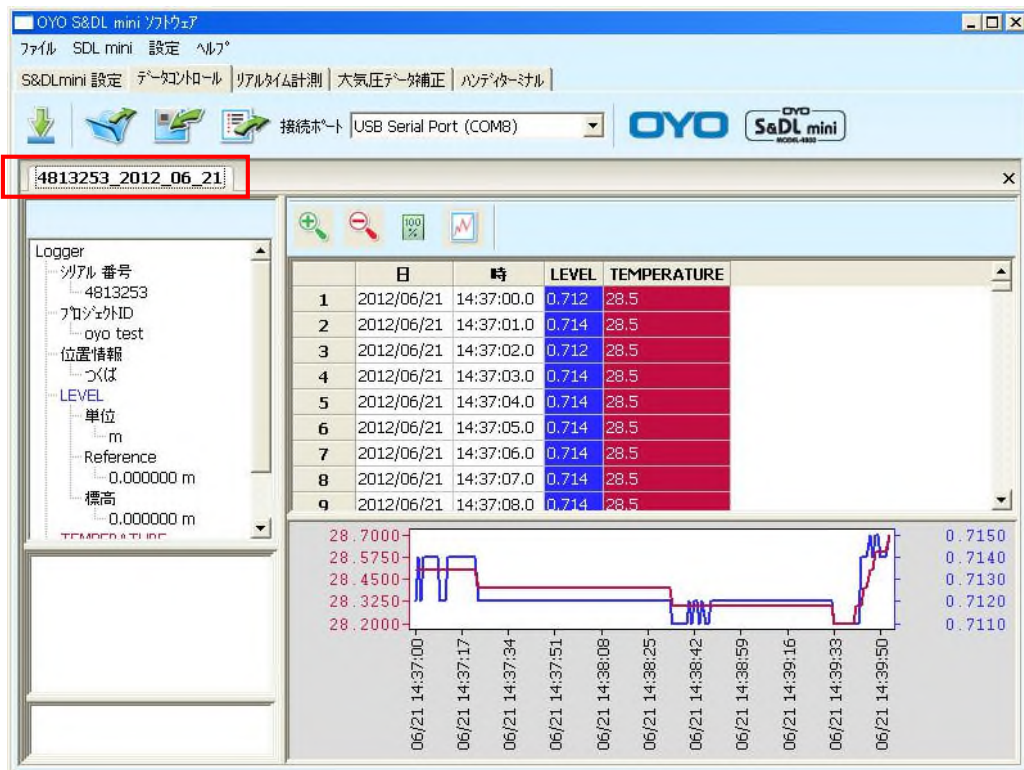 OYO S&DL mini ソフトウェア
ファイル SDL mini 設定 ヘルプ
S&DLmini 設定 データコントロール リアルタイム計測 大気圧データ補正 ハンディターミナル
接続ポート USB Serial Port (COM8) OYO OYO S&DL mini MODEL-4800
4813253_2012_06_21
100 %
Logger
シリアル 番号
4813253
プロジェクトID
oyo test
位置情報
つくば
LEVEL
単位
m
Reference
0.000000 m
標高
0.000000 m
TEMPERATURE
日 時 LEVEL TEMPERATURE
1 2012/06/21 14:37:00.0 0.712 28.5
2 2012/06/21 14:37:01.0 0.714 28.5
3 2012/06/21 14:37:02.0 0.712 28.5
4 2012/06/21 14:37:03.0 0.714 28.5
5 2012/06/21 14:37:04.0 0.714 28.5
6 2012/06/21 14:37:05.0 0.714 28.5
7 2012/06/21 14:37:06.0 0.714 28.5
8 2012/06/21 14:37:07.0 0.714 28.5
9 2012/06/21 14:37:08.0 0.714 28.5
28.7000 0.7150
28.5750 0.7140
28.4500 0.7130
28.3250 0.7120
28.2000 0.7110
06/21 14:37:00
06/21 14:37:17
06/21 14:37:34
06/21 14:37:51
06/21 14:38:08
06/21 14:38:25
06/21 14:38:42
06/21 14:38:59
06/21 14:39:16
06/21 14:39:33
06/21 14:39:50